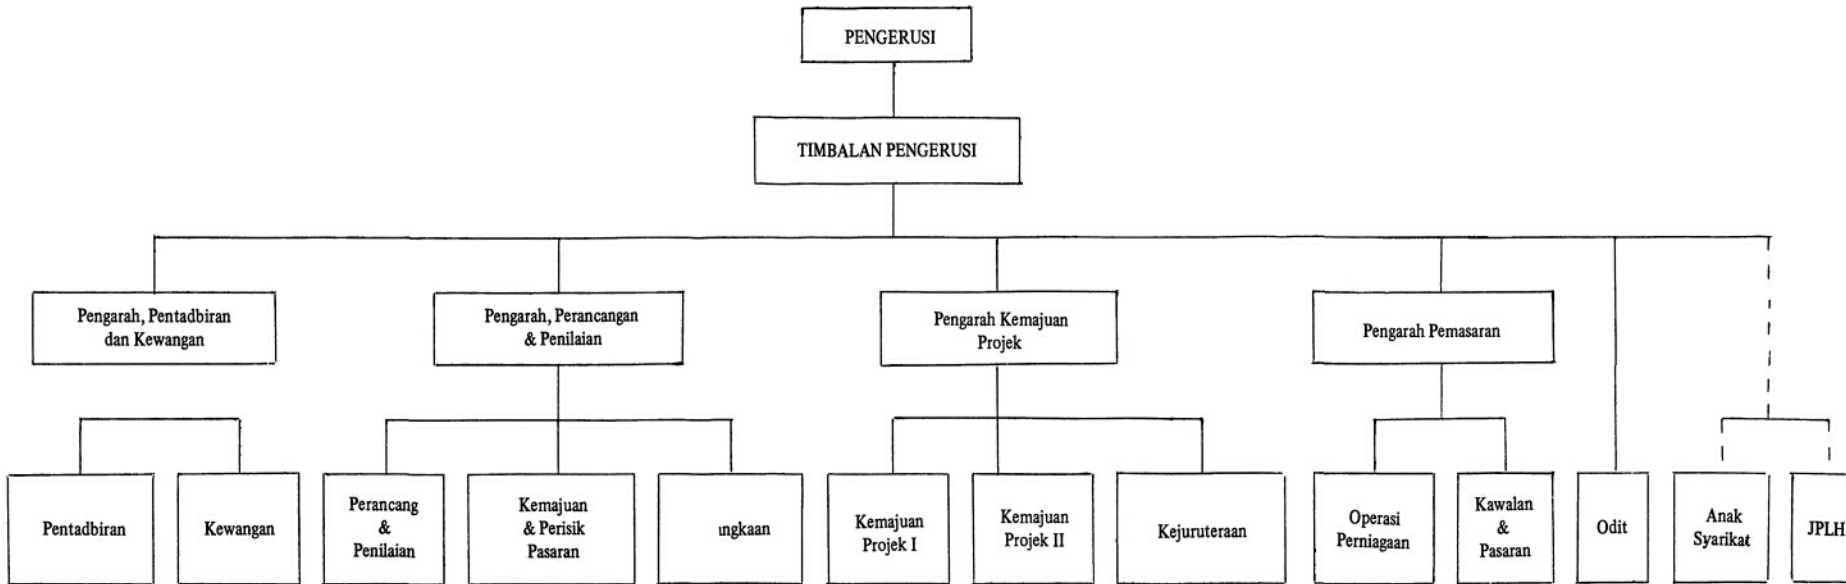 PENGERUSI
TIMBALAN PENGERUSI
Pengarah, Pentadbiran
dan Kewangan
Pengarah, Perancangan
& Penilaian
Pengarah Kemajuan
Projek
Pengarah Pemasaran
Pentadbiran
Kewangan
Perancang
&
Penilaian
Kemajuan
& Perisik
Pasaran
Kemajuan
Projek I
Kemajuan
Projek II
Kejuruteraan
Operasi
Perniagaan
Kawalan
&
Pasaran
Odit
Anak
Syarikat
JPLH